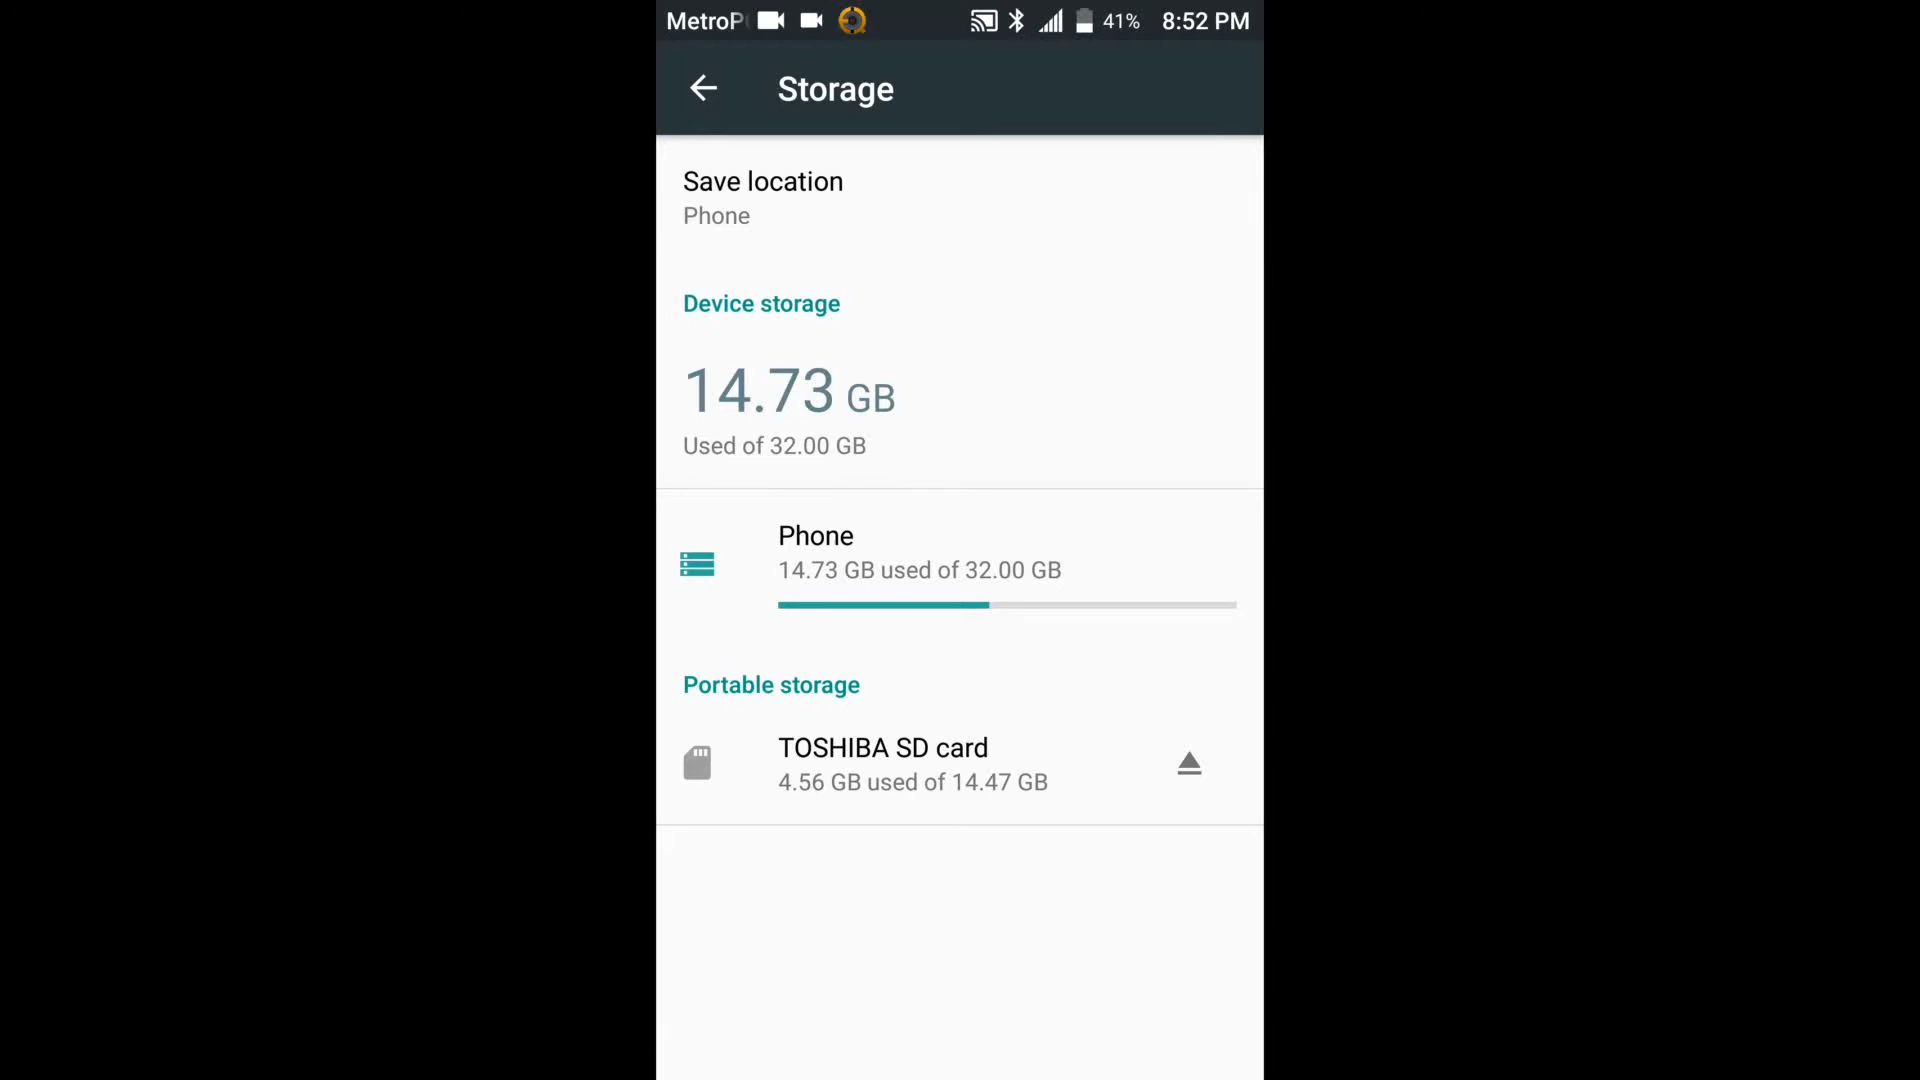 MetroP 41% 8:52 PM
Storage
Save location
Phone
Device storage
14.73 GB
Used of 32.00 GB
Phone
14.73 GB used of 32.00 GB
Portable storage
TOSHIBA SD card
4.56 GB used of 14.47 GB